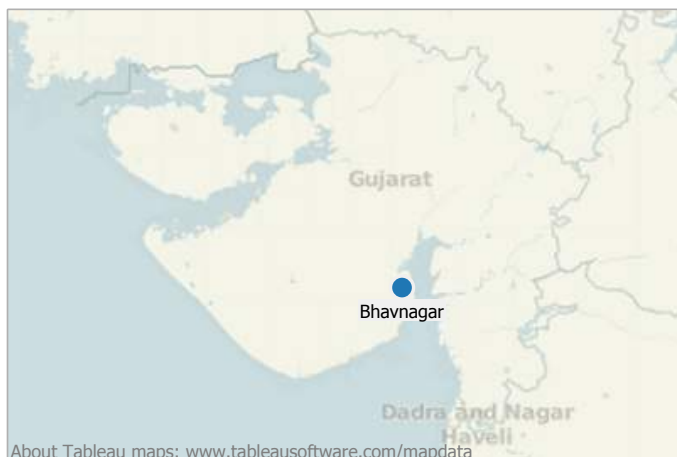 Gujarat
Bhavnagar
Dadra and Nagar
Haveli
About Tableau maps: www.tableausoftware.com/mapdata